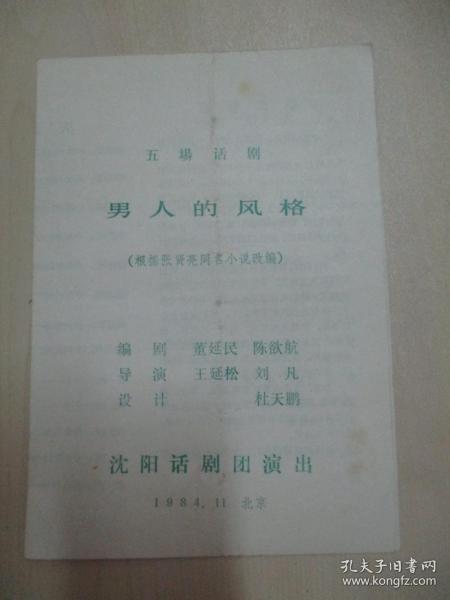 五場话剧
男人的风格
（根据张贤亮同名小说改编）
编剧 董延民 陈欲航
导演 王延松 刘凡
设计 杜天鹏
沈阳话剧团演出
1984.11 北京
孔夫子旧书网
www.kongfz.com